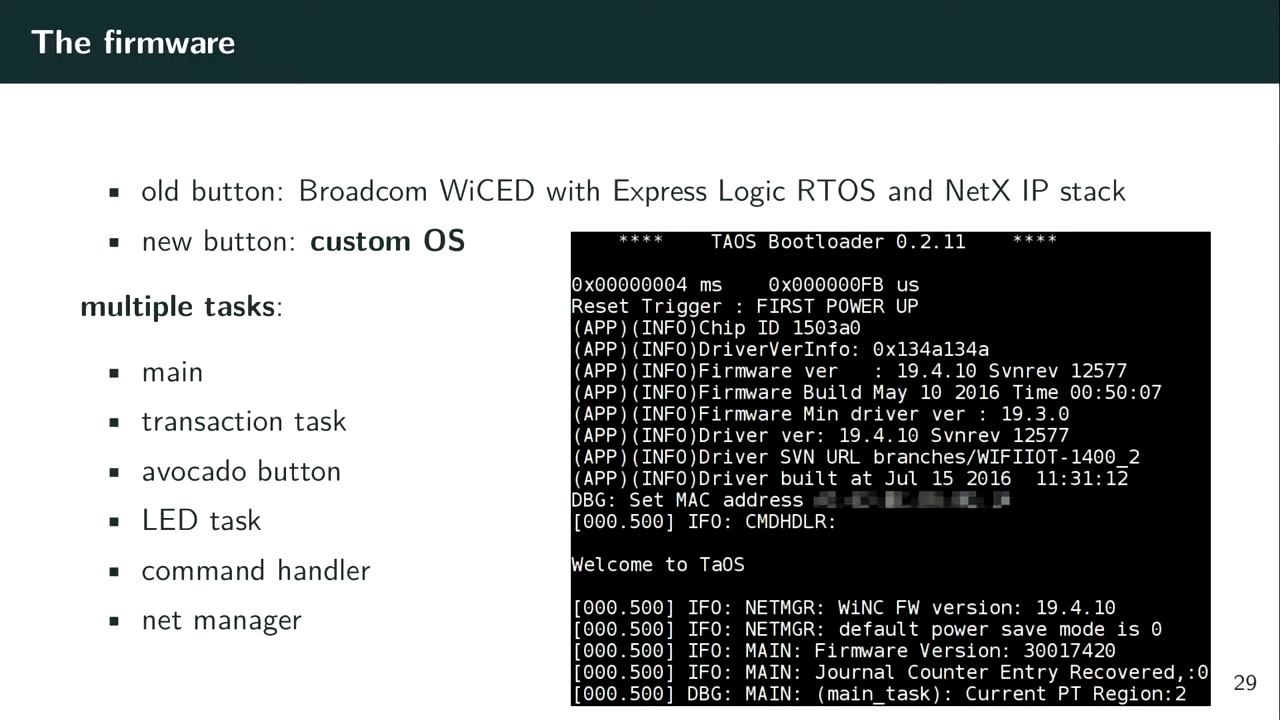 The firmware
▪ old button: Broadcom WiCED with Express Logic RTOS and NetX IP stack
▪ new button: custom OS
multiple tasks:
▪ main
▪ transaction task
▪ avocado button
▪ LED task
▪ command handler
▪ net manager
**** TAOS Bootloader 0.2.11 ****
0x00000004 ms 0x000000FB us
Reset Trigger : FIRST POWER UP
(APP)(INFO)Chip ID 1503a0
(APP)(INFO)DriverVerInfo: 0x134a134a
(APP)(INFO)Firmware ver : 19.4.10 Svnrev 12577
(APP)(INFO)Firmware Build May 10 2016 Time 00:50:07
(APP)(INFO)Firmware Min driver ver : 19.3.0
(APP)(INFO)Driver ver: 19.4.10 Svnrev 12577
(APP)(INFO)Driver SVN URL branches/WIFIIOT-1400_2
(APP)(INFO)Driver built at Jul 15 2016 11:31:12
DBG: Set MAC address
[000.500] IFO: CMDHDLR:
Welcome to TaOS
[000.500] IFO: NETMGR: WiNC FW version: 19.4.10
[000.500] IFO: NETMGR: default power save mode is 0
[000.500] IFO: MAIN: Firmware Version: 30017420
[000.500] IFO: MAIN: Journal Counter Entry Recovered,:0
[000.500] DBG: MAIN: (main_task): Current PT Region:2
29